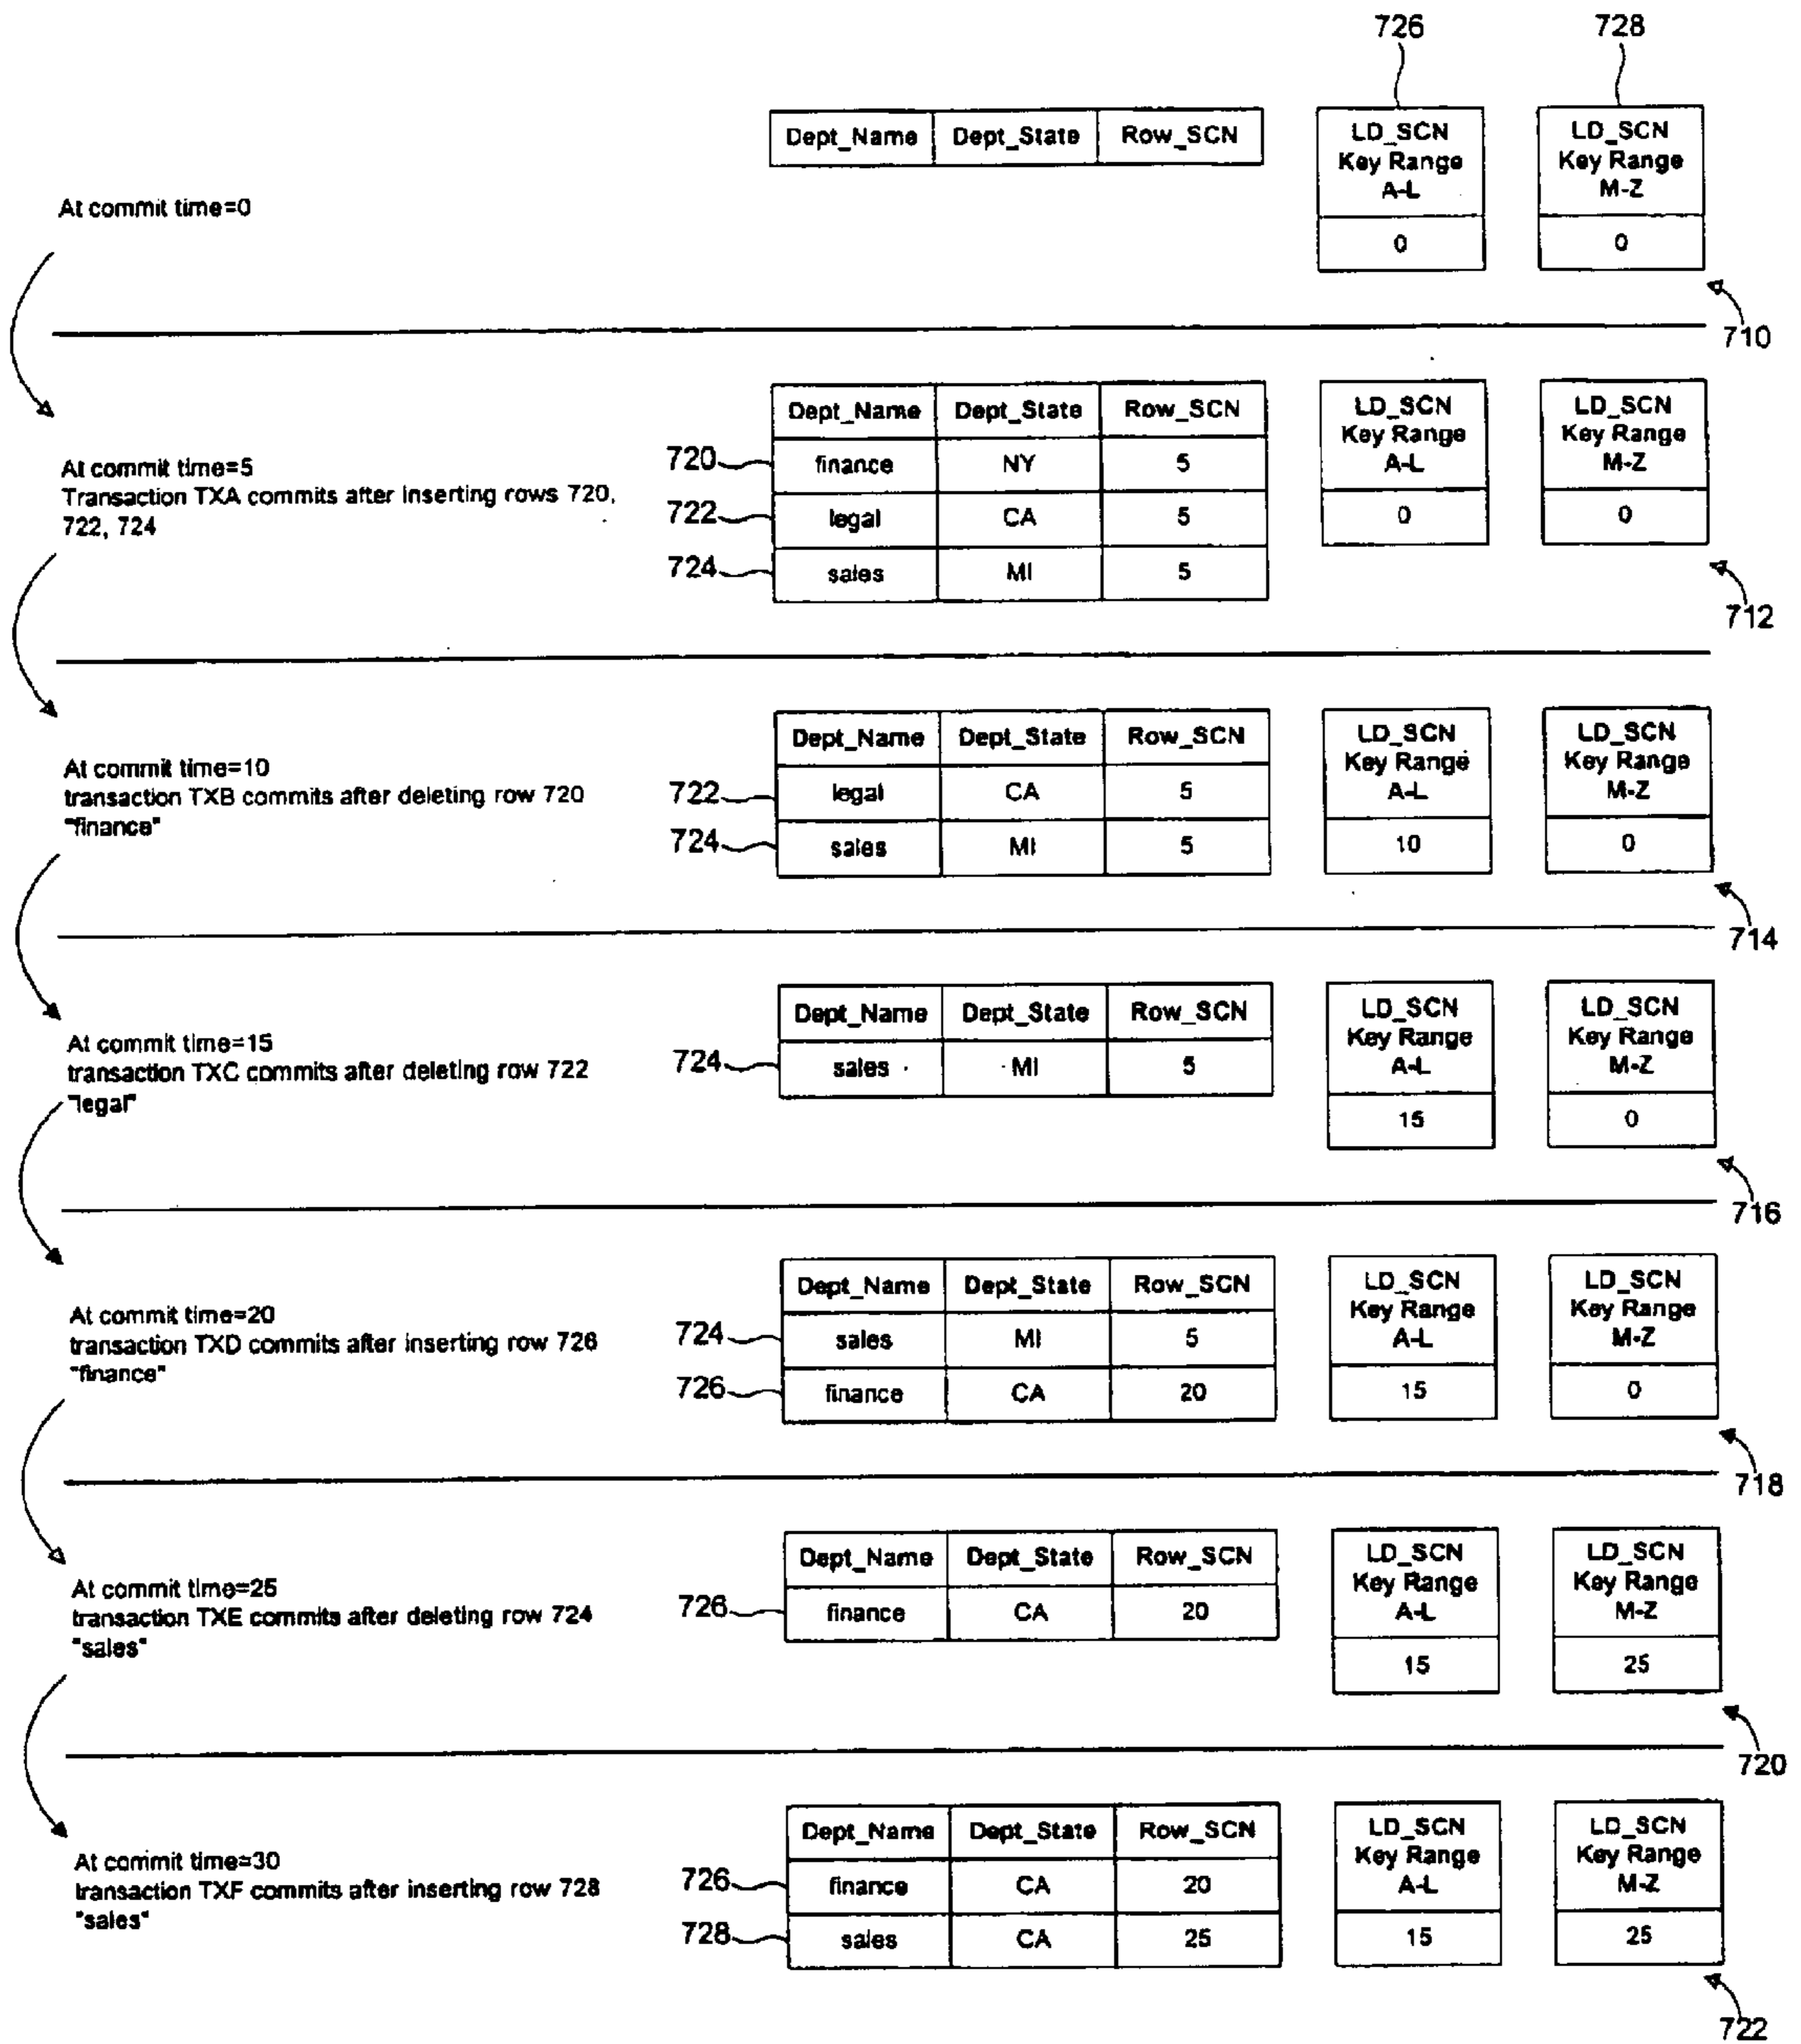 726 728
Dept_Name Dept_State Row_SCN LD_SCN Key Range A-L LD_SCN Key Range M-Z
0 0
At commit time=0
710
Dept_Name Dept_State Row_SCN LD_SCN Key Range A-L LD_SCN Key Range M-Z
0 0
At commit time=5
Transaction TXA commits after inserting rows 720,
722, 724
720 finance NY 5
722 legal CA 5
724 sales MI 5
712
Dept_Name Dept_State Row_SCN LD_SCN Key Range A-L LD_SCN Key Range M-Z
10 0
At commit time=10
transaction TXB commits after deleting row 720
"finance"
722 legal CA 5
724 sales MI 5
714
Dept_Name Dept_State Row_SCN LD_SCN Key Range A-L LD_SCN Key Range M-Z
15 0
At commit time=15
transaction TXC commits after deleting row 722
"legal"
724 sales MI 5
716
Dept_Name Dept_State Row_SCN LD_SCN Key Range A-L LD_SCN Key Range M-Z
15 0
At commit time=20
transaction TXD commits after inserting row 726
"finance"
724 sales MI 5
726 finance CA 20
718
Dept_Name Dept_State Row_SCN LD_SCN Key Range A-L LD_SCN Key Range M-Z
15 25
At commit time=25
transaction TXE commits after deleting row 724
"sales"
726 finance CA 20
720
Dept_Name Dept_State Row_SCN LD_SCN Key Range A-L LD_SCN Key Range M-Z
15 25
At commit time=30
transaction TXF commits after inserting row 728
"sales"
726 finance CA 20
728 sales CA 25
722